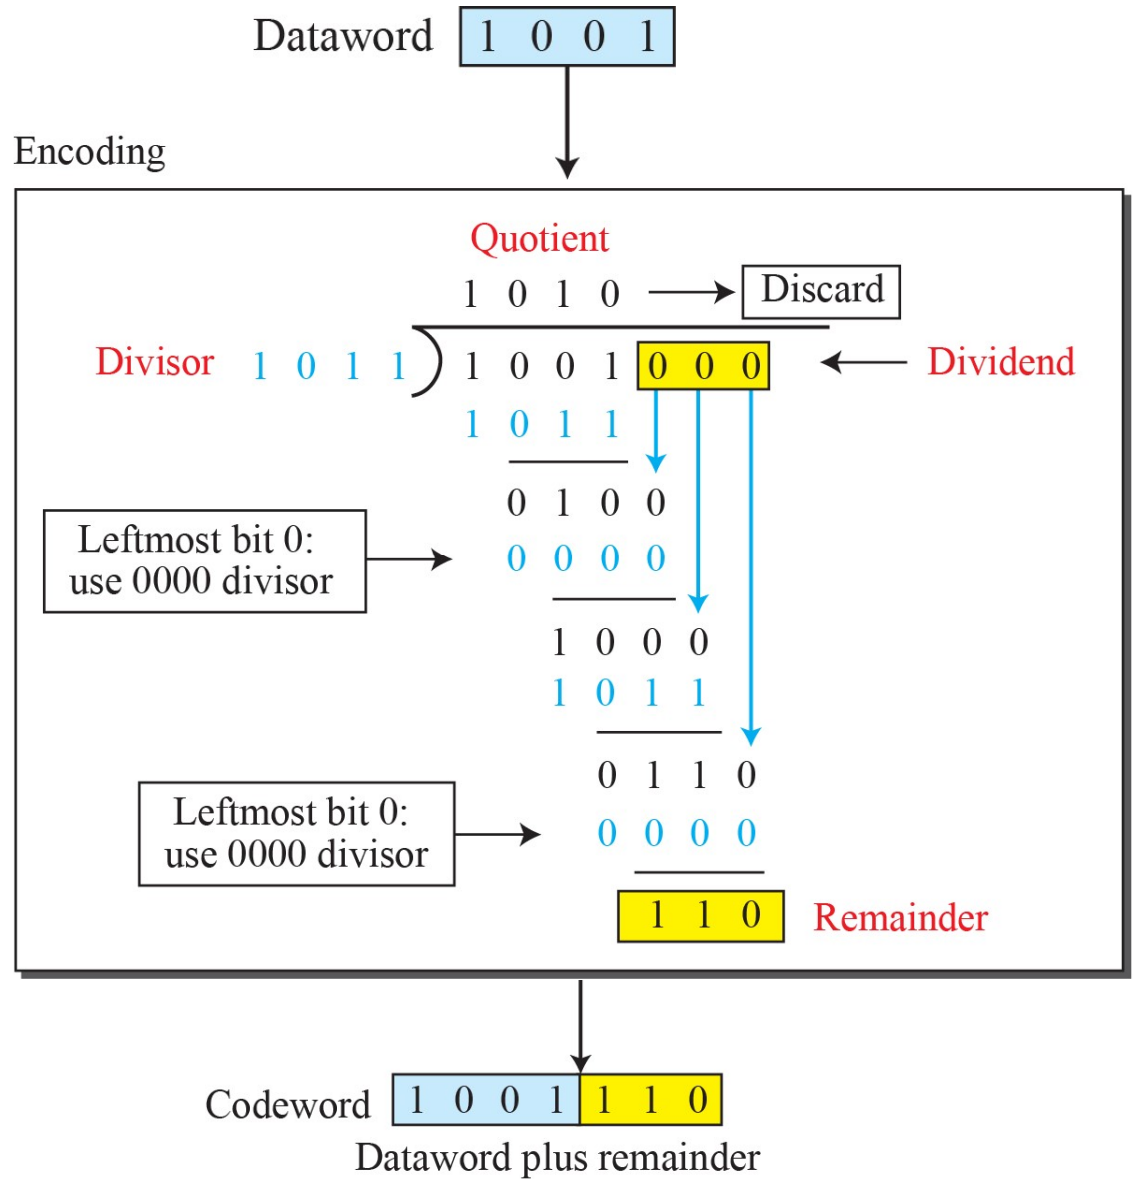 Dataword 1 0 0 1
Encoding
Quotient
1 0 1 0 Discard
Divisor 1 0 1 1 1 0 0 1 0 0 0 Dividend
1 0 1 1
0 1 0 0
Leftmost bit 0:
use 0000 divisor
0 0 0 0
1 0 0 0
1 0 1 1
0 1 1 0
Leftmost bit 0:
use 0000 divisor
0 0 0 0
1 1 0 Remainder
Codeword 1 0 0 1 1 1 0
Dataword plus remainder